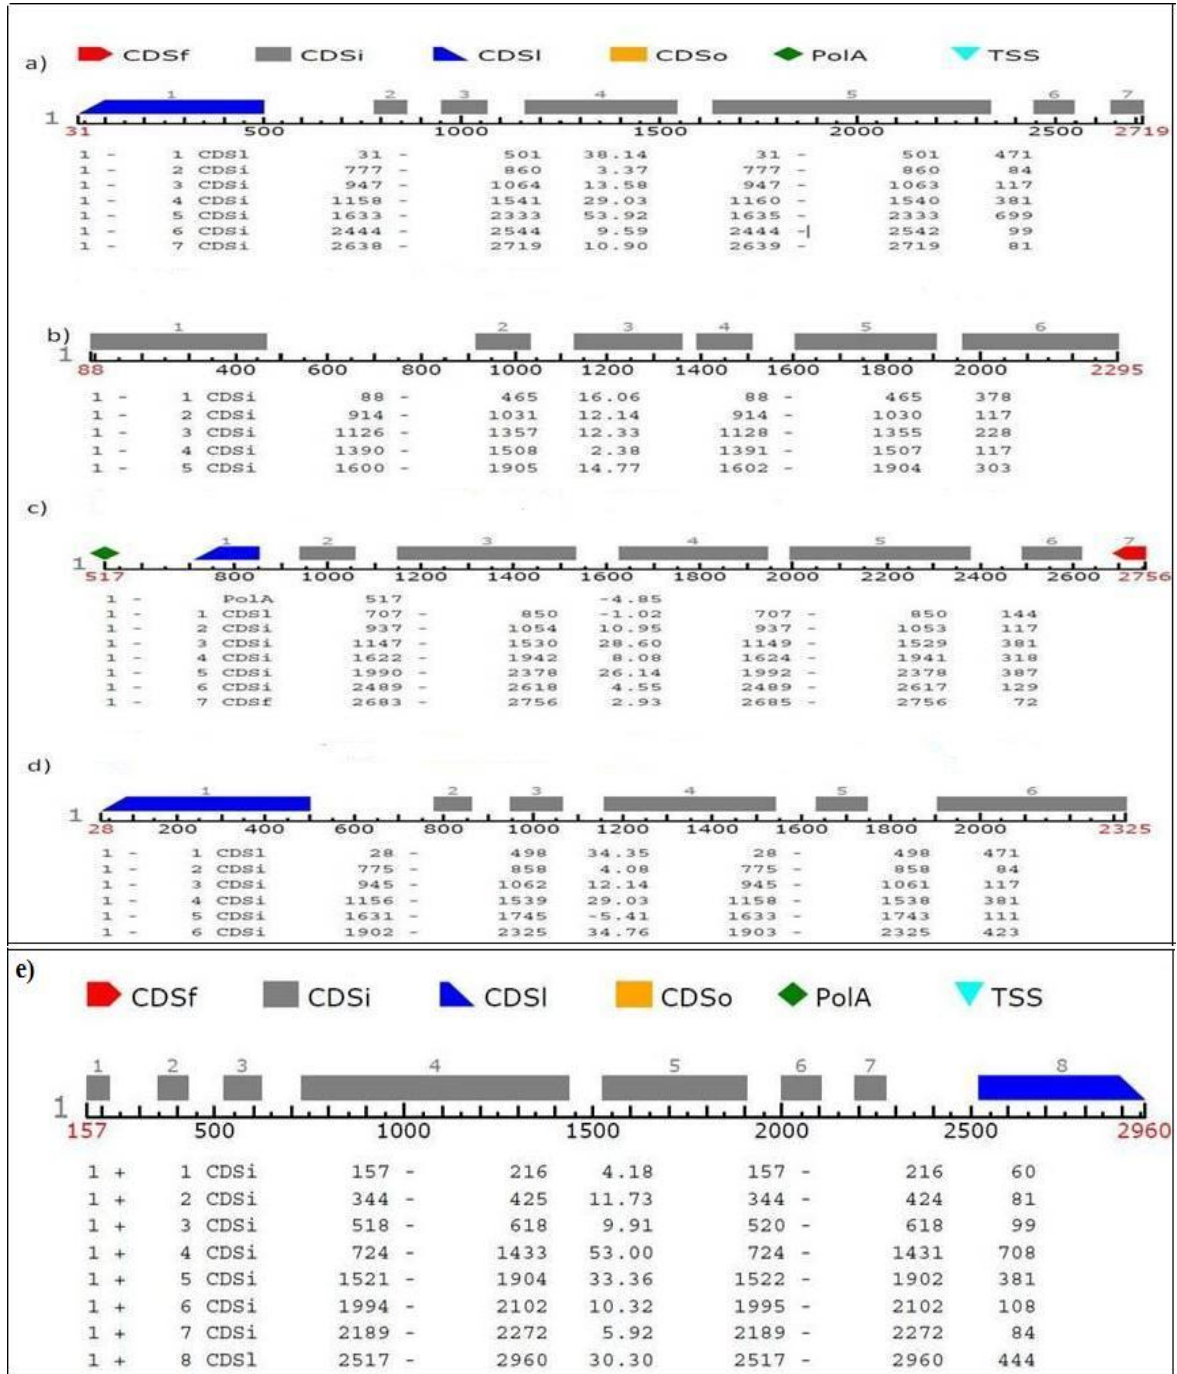 a) CDSf CDSi CDSl CDSo PolA TSS
1 2 3 4 5 6 7
1
31 500 1000 1500 2000 2500 2719
1 - 1 CDSl 31 - 501 38.14 31 - 501 471
1 - 2 CDSi 777 - 860 3.37 777 - 860 84
1 - 3 CDSi 947 - 1064 13.58 947 - 1063 117
1 - 4 CDSi 1158 - 1541 29.03 1160 - 1540 381
1 - 5 CDSi 1633 - 2333 53.92 1635 - 2333 699
1 - 6 CDSi 2444 - 2544 9.59 2444 -| 2542 99
1 - 7 CDSi 2638 - 2719 10.90 2639 - 2719 81
b) 1 2 3 4 5 6
1
88 400 600 800 1000 1200 1400 1600 1800 2000 2295
1 - 1 CDSi 88 - 465 16.06 88 - 465 378
1 - 2 CDSi 914 - 1031 12.14 914 - 1030 117
1 - 3 CDSi 1126 - 1357 12.33 1128 - 1355 228
1 - 4 CDSi 1390 - 1508 2.38 1391 - 1507 117
1 - 5 CDSi 1600 - 1905 14.77 1602 - 1904 303
c)
1 2 3 4 5 6 7
1
517 800 1000 1200 1400 1600 1800 2000 2200 2400 2600 2756
1 - PolA 517 -4.85
1 - 1 CDSl 707 - 850 -1.02 707 - 850 144
1 - 2 CDSi 937 - 1054 10.95 937 - 1053 117
1 - 3 CDSi 1147 - 1530 28.60 1149 - 1529 381
1 - 4 CDSi 1622 - 1942 8.08 1624 - 1941 318
1 - 5 CDSi 1990 - 2378 26.14 1992 - 2378 387
1 - 6 CDSi 2489 - 2618 4.55 2489 - 2617 129
1 - 7 CDSf 2683 - 2756 2.93 2685 - 2756 72
d)
1 2 3 4 5 6
1
28 200 400 600 800 1000 1200 1400 1600 1800 2000 2325
1 - 1 CDSl 28 - 498 34.35 28 - 498 471
1 - 2 CDSi 775 - 858 4.08 775 - 858 84
1 - 3 CDSi 945 - 1062 12.14 945 - 1061 117
1 - 4 CDSi 1156 - 1539 29.03 1158 - 1538 381
1 - 5 CDSi 1631 - 1745 -5.41 1633 - 1743 111
1 - 6 CDSi 1902 - 2325 34.76 1903 - 2325 423
e)
CDSf CDSi CDSl CDSo PolA TSS
1 2 3 4 5 6 7 8
1
157 500 1000 1500 2000 2500 2960
1 + 1 CDSi 157 - 216 4.18 157 - 216 60
1 + 2 CDSi 344 - 425 11.73 344 - 424 81
1 + 3 CDSi 518 - 618 9.91 520 - 618 99
1 + 4 CDSi 724 - 1433 53.00 724 - 1431 708
1 + 5 CDSi 1521 - 1904 33.36 1522 - 1902 381
1 + 6 CDSi 1994 - 2102 10.32 1995 - 2102 108
1 + 7 CDSi 2189 - 2272 5.92 2189 - 2272 84
1 + 8 CDSl 2517 - 2960 30.30 2517 - 2960 444